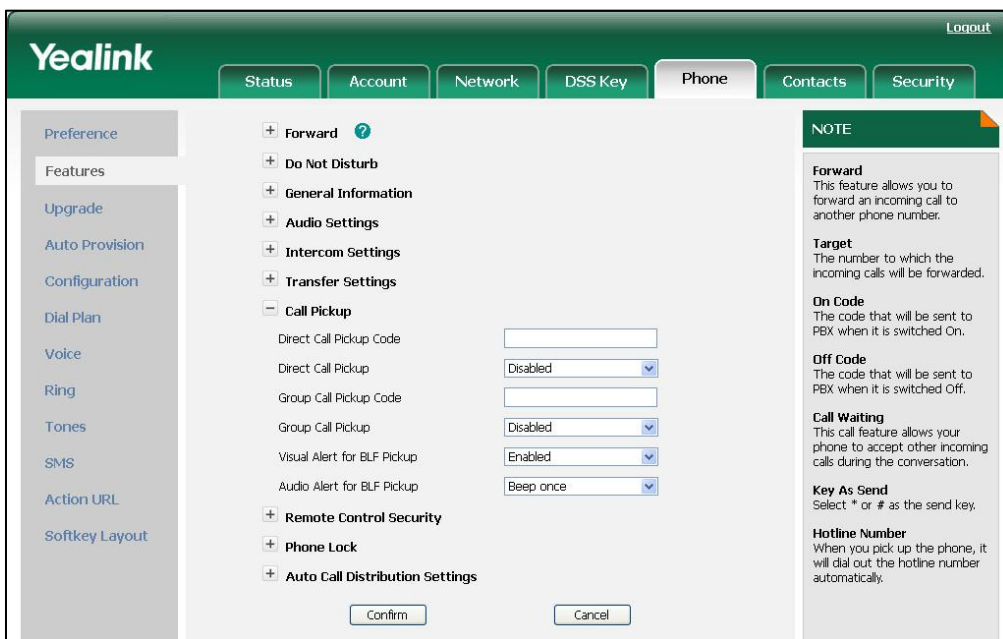 Logout
Yealink
Status Account Network DSS Key Phone Contacts Security
Preference
Features
Upgrade
Auto Provision
Configuration
Dial Plan
Voice
Ring
Tones
SMS
Action URL
Softkey Layout
+ Forward ?
+ Do Not Disturb
+ General Information
+ Audio Settings
+ Intercom Settings
+ Transfer Settings
− Call Pickup
Direct Call Pickup Code
Direct Call Pickup Disabled
Group Call Pickup Code
Group Call Pickup Disabled
Visual Alert for BLF Pickup Enabled
Audio Alert for BLF Pickup Beep once
+ Remote Control Security
+ Phone Lock
+ Auto Call Distribution Settings
Confirm Cancel
NOTE
Forward
This feature allows you to
forward an incoming call to
another phone number.
Target
The number to which the
incoming calls will be forwarded.
On Code
The code that will be sent to
PBX when it is switched On.
Off Code
The code that will be sent to
PBX when it is switched Off.
Call Waiting
This call feature allows your
phone to accept other incoming
calls during the conversation.
Key As Send
Select * or # as the send key.
Hotline Number
When you pick up the phone, it
will dial out the hotline number
automatically.